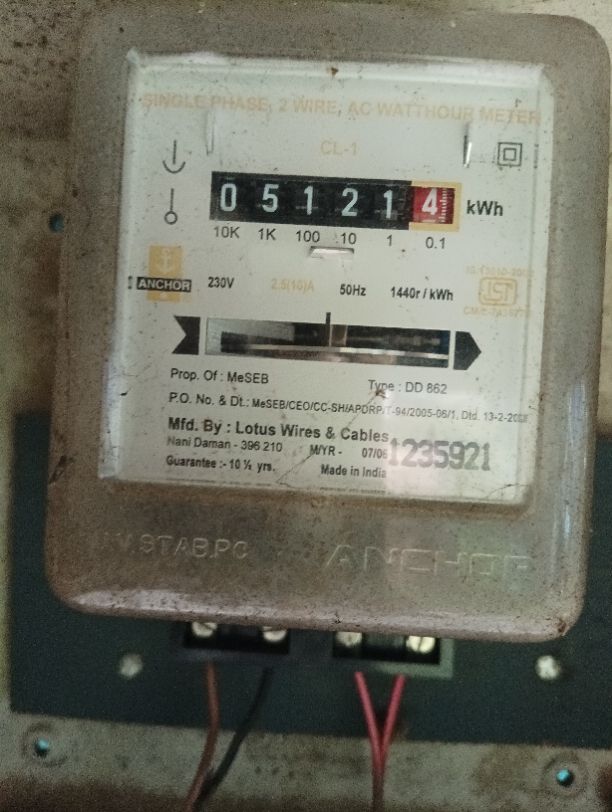 SINGLE PHASE, 2 WIRE, AC WATTHOUR METER
CL-1
0 5 1 2 1 4 kWh
10K 1K 100 10 1 0.1
ANCHOR 230V 2.5(10)A 50Hz 1440r / kWh
Prop. Of : MeSEB Type : DD 862
P.O. No. & Dt.: MeSEB/CEO/CC-SH/APDRP/T-94/2005-06/1, Dtd. 13-2-
Mfd. By : Lotus Wires & Cables
Nani Daman - 396 210 M/YR - 07/06 1235921
Guarantee :- 10 ½ yrs. Made in India
STAB.PC ANCHOR